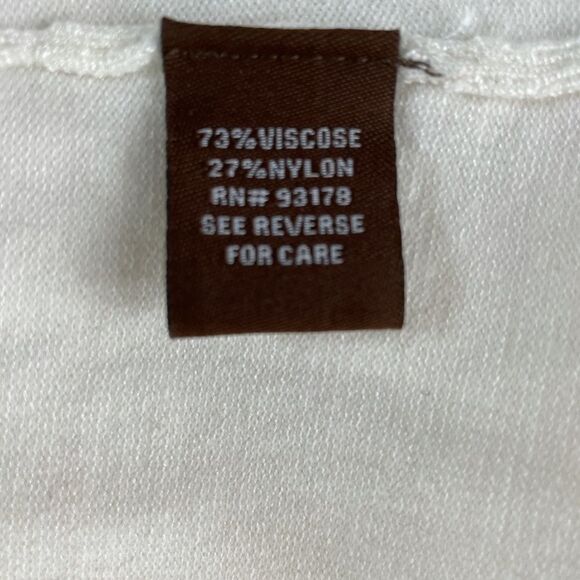 73%VISCOSE
27%NYLON
RN# 93178
SEE REVERSE
FOR CARE